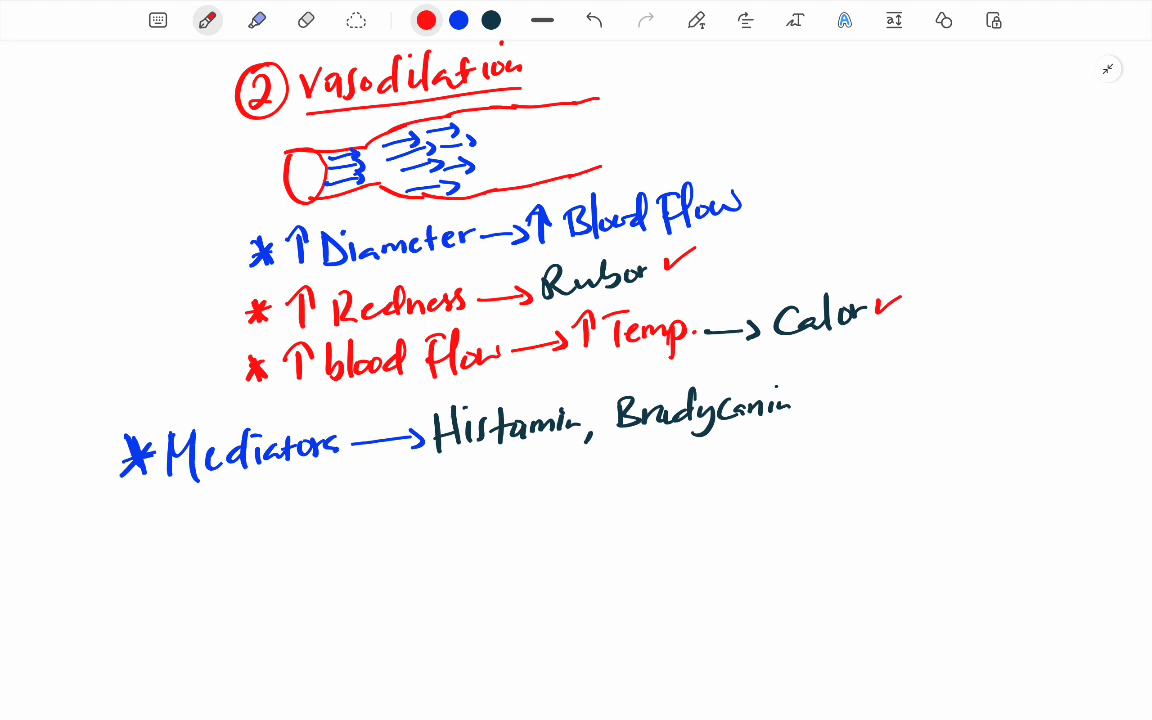 ② Vasodilation
* ↑ Diameter → ↑ Blood Flow
* ↑ Redness → Rubor ✓
* ↑ blood Flow → ↑ Temp. → Calor ✓
* Mediators → Histamin, Bradycanin